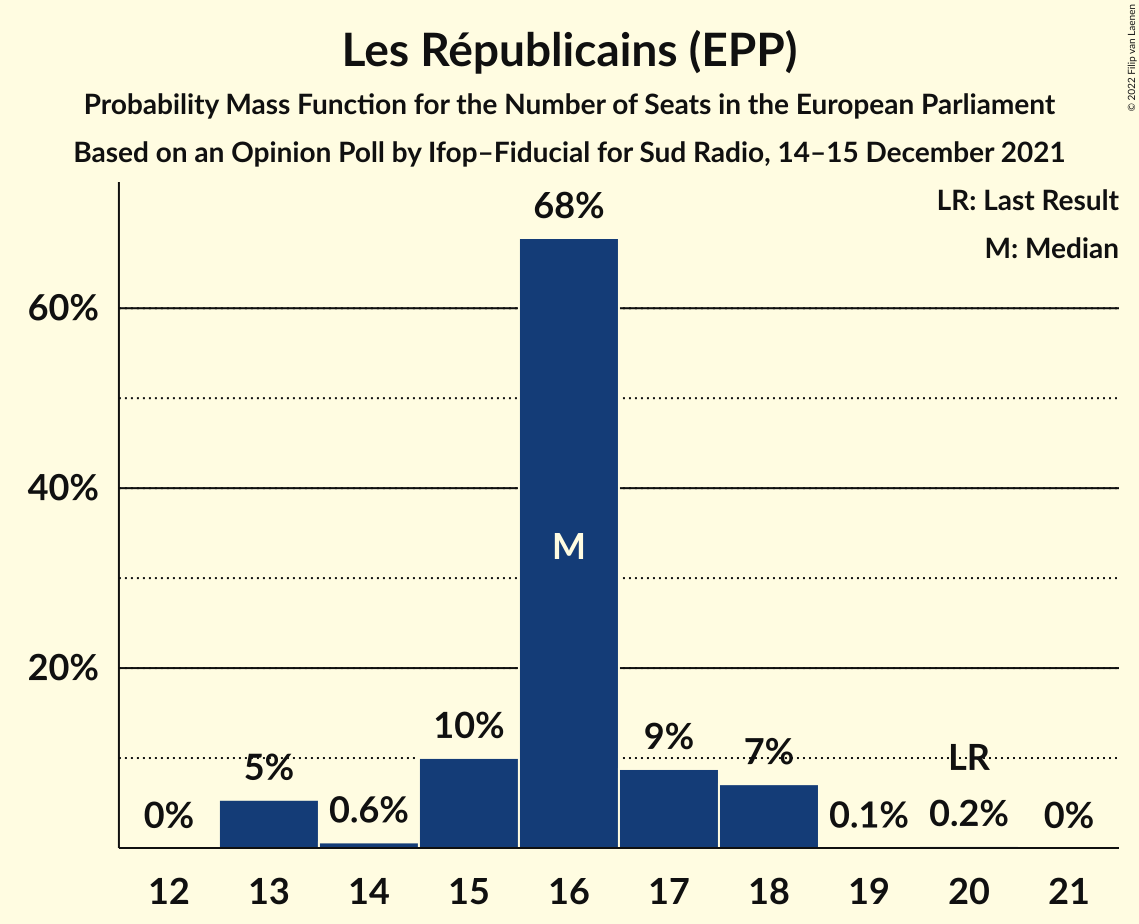 Les Républicains (EPP)
Probability Mass Function for the Number of Seats in the European Parliament
Based on an Opinion Poll by Ifop–Fiducial for Sud Radio, 14–15 December 2021
© 2022 Filip van Laenen
LR: Last Result
M: Median
68%
60%
40%
M
20%
10%
9%
7%
5%
LR
0%
0.6%
0.1%
0.2%
0%
12 13 14 15 16 17 18 19 20 21